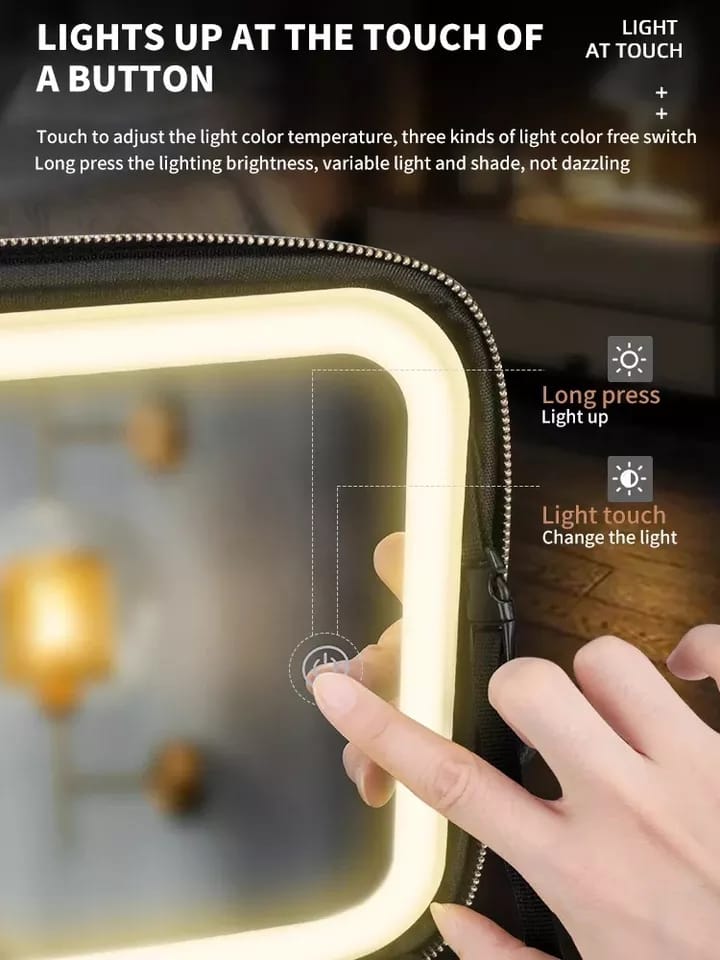 LIGHTS UP AT THE TOUCH OF
A BUTTON
LIGHT
AT TOUCH
+
+
Touch to adjust the light color temperature, three kinds of light color free switch
Long press the lighting brightness, variable light and shade, not dazzling
Long press
Light up
Light touch
Change the light